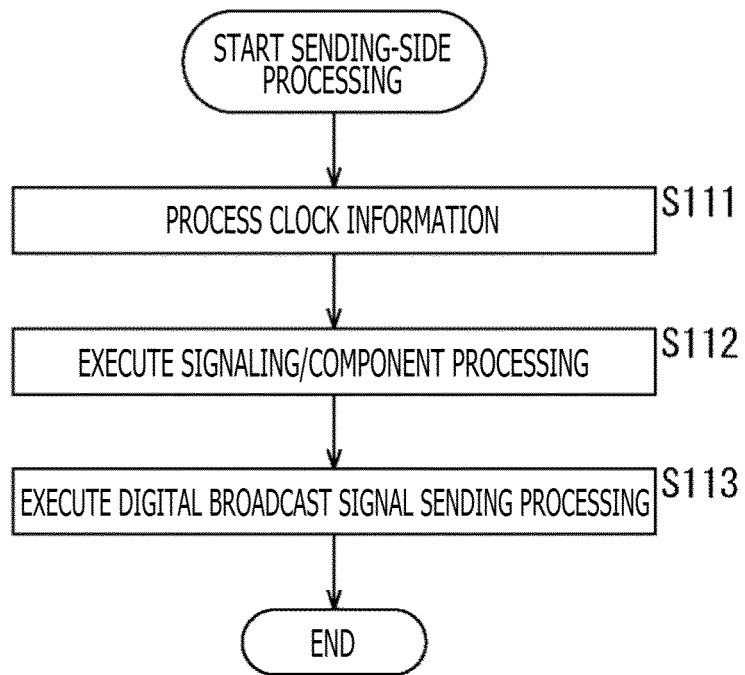 START SENDING-SIDE
PROCESSING
S111
PROCESS CLOCK INFORMATION
S112
EXECUTE SIGNALING/COMPONENT PROCESSING
S113
EXECUTE DIGITAL BROADCAST SIGNAL SENDING PROCESSING
END